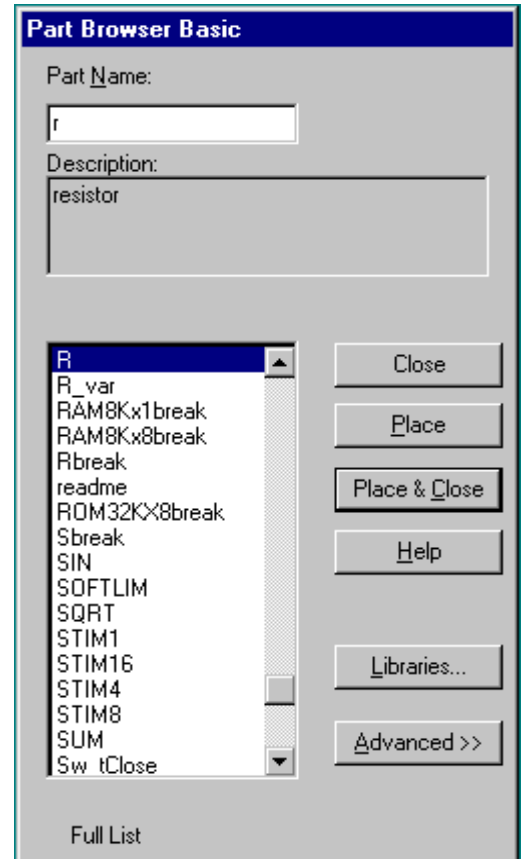 Part Browser Basic
Part Name:
r
Description:
resistor
R
R_var
RAM8Kx1break
RAM8Kx8break
Rbreak
readme
ROM32KX8break
Sbreak
SIN
SOFTLIM
SQRT
STIM1
STIM16
STIM4
STIM8
SUM
Sw_tClose
Close
Place
Place & Close
Help
Libraries...
Advanced >>
Full List